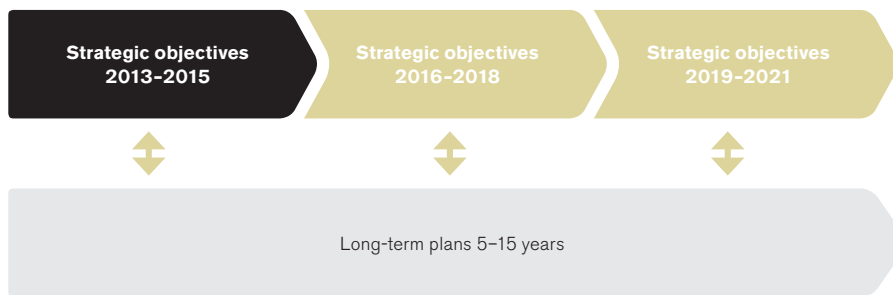 Strategic objectives
2013–2015
Strategic objectives
2016–2018
Strategic objectives
2019–2021
Long-term plans 5–15 years